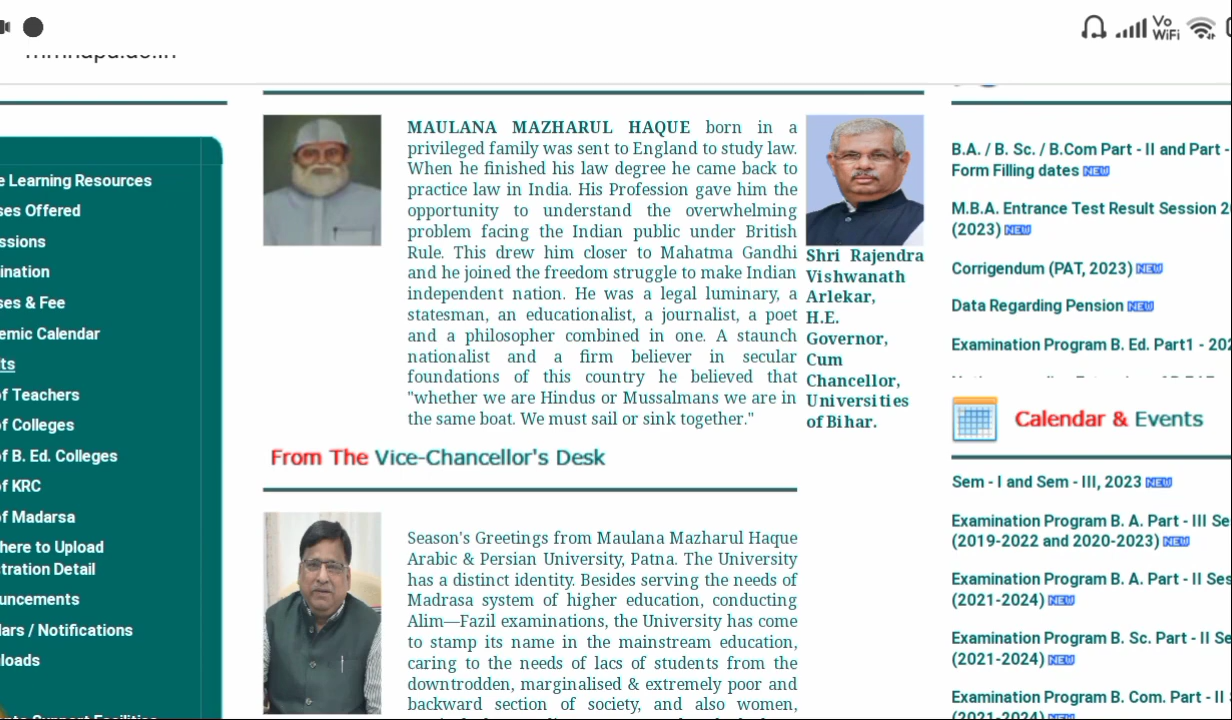 Vo
WiFi
e Learning Resources
ses Offered
ssions
ination
ses & Fee
emic Calendar
ts
of Teachers
of Colleges
of B. Ed. Colleges
of KRC
of Madarsa
here to Upload
tration Detail
uncements
lars / Notifications
loads
MAULANA MAZHARUL HAQUE born in a
privileged family was sent to England to study law.
When he finished his law degree he came back to
practice law in India. His Profession gave him the
opportunity to understand the overwhelming
problem facing the Indian public under British
Rule. This drew him closer to Mahatma Gandhi
and he joined the freedom struggle to make Indian
independent nation. He was a legal luminary, a
statesman, an educationalist, a journalist, a poet
and a philosopher combined in one. A staunch
nationalist and a firm believer in secular
foundations of this country he believed that
"whether we are Hindus or Mussalmans we are in
the same boat. We must sail or sink together."
Shri Rajendra
Vishwanath
Arlekar,
H.E.
Governor,
Cum
Chancellor,
Universities
of Bihar.
From The Vice-Chancellor's Desk
Season's Greetings from Maulana Mazharul Haque
Arabic & Persian University, Patna. The University
has a distinct identity. Besides serving the needs of
Madrasa system of higher education, conducting
Alim—Fazil examinations, the University has come
to stamp its name in the mainstream education,
caring to the needs of lacs of students from the
downtrodden, marginalised & extremely poor and
backward section of society, and also women,
B.A. / B. Sc. / B.Com Part - II and Part -
Form Filling dates NEW
M.B.A. Entrance Test Result Session 2
(2023) NEW
Corrigendum (PAT, 2023) NEW
Data Regarding Pension NEW
Examination Program B. Ed. Part1 - 202
Calendar & Events
Sem - I and Sem - III, 2023 NEW
Examination Program B. A. Part - III Se
(2019-2022 and 2020-2023) NEW
Examination Program B. A. Part - II Ses
(2021-2024) NEW
Examination Program B. Sc. Part - II Se
(2021-2024) NEW
Examination Program B. Com. Part - II
(2021-2024) NEW